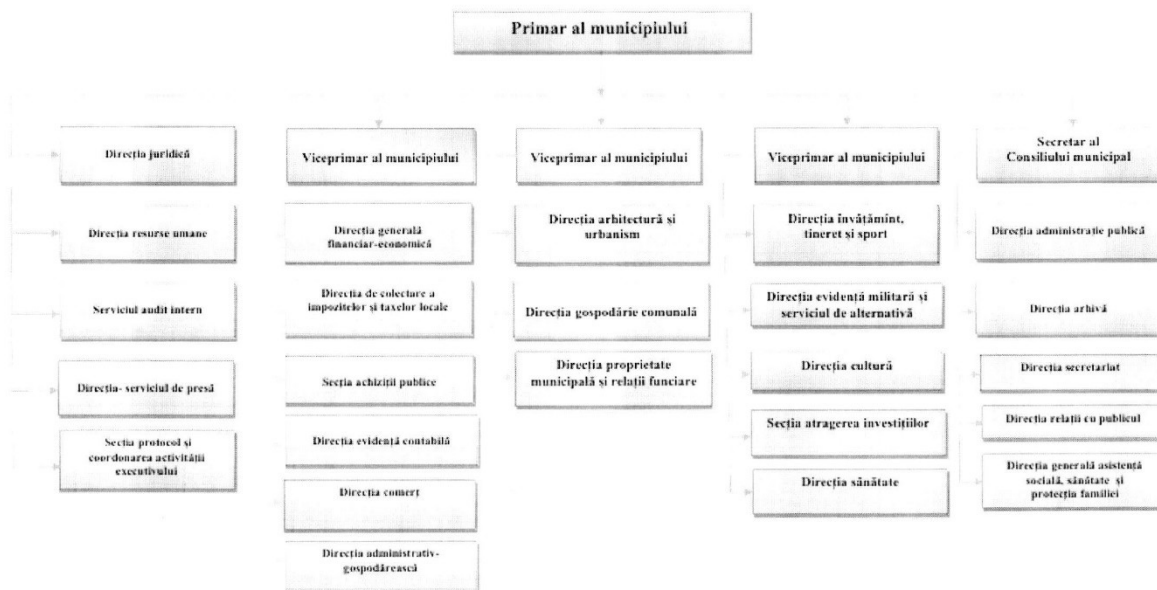 Primar al municipiului
Direcția juridică
Direcția resurse umane
Serviciul audit intern
Direcția- serviciul de presă
Secția protocol și
coordonarea activității
executivului
Viceprimar al municipiului
Direcția generală
financiar-economică
Direcția de colectare a
impozitelor și taxelor locale
Secția achiziții publice
Direcția evidență contabilă
Direcția comerț
Direcția administrativ-
gospodărească
Viceprimar al municipiului
Direcția arhitectură și
urbanism
Direcția gospodărie comunală
Direcția proprietate
municipală și relații funciare
Viceprimar al municipiului
Direcția învățămînt,
tineret și sport
Direcția evidență militară și
serviciul de alternativă
Direcția cultură
Secția atragerea investițiilor
Direcția sănătate
Secretar al
Consiliului municipal
Direcția administrație publică
Direcția arhivă
Direcția secretariat
Direcția relații cu publicul
Direcția generală asistență
socială, sănătate și
protecția familiei